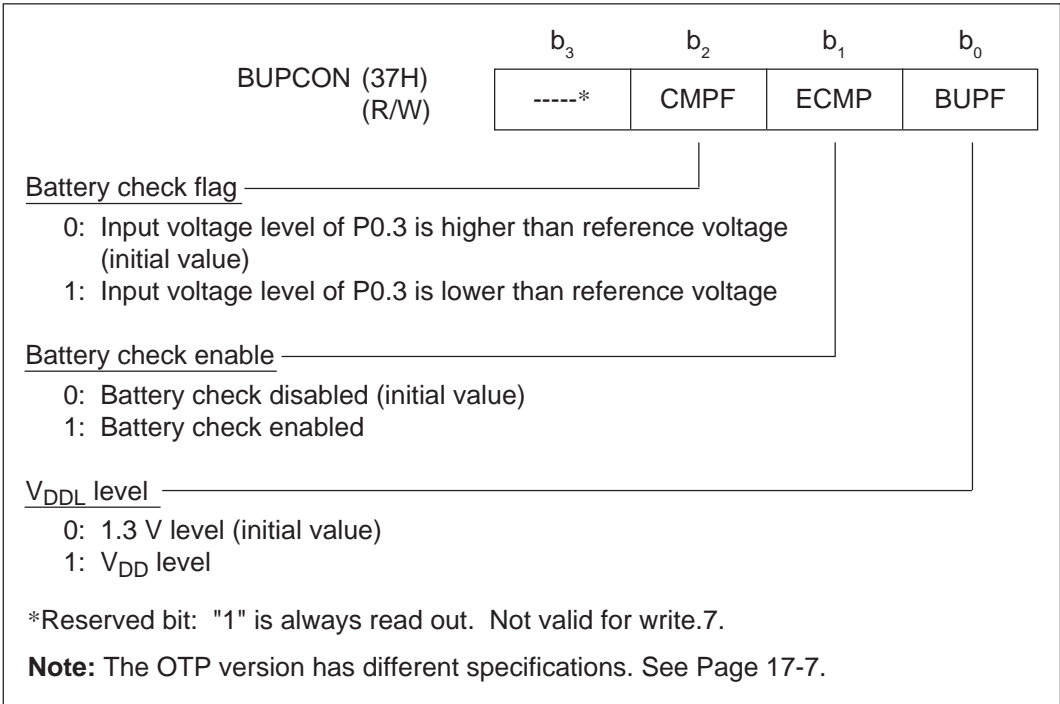 b3 b2 b1 b0
BUPCON (37H)
(R/W)
-----* CMPF ECMP BUPF
Battery check flag
0: Input voltage level of P0.3 is higher than reference voltage
(initial value)
1: Input voltage level of P0.3 is lower than reference voltage
Battery check enable
0: Battery check disabled (initial value)
1: Battery check enabled
VDDL level
0: 1.3 V level (initial value)
1: VDD level
*Reserved bit: "1" is always read out. Not valid for write.7.
Note: The OTP version has different specifications. See Page 17-7.